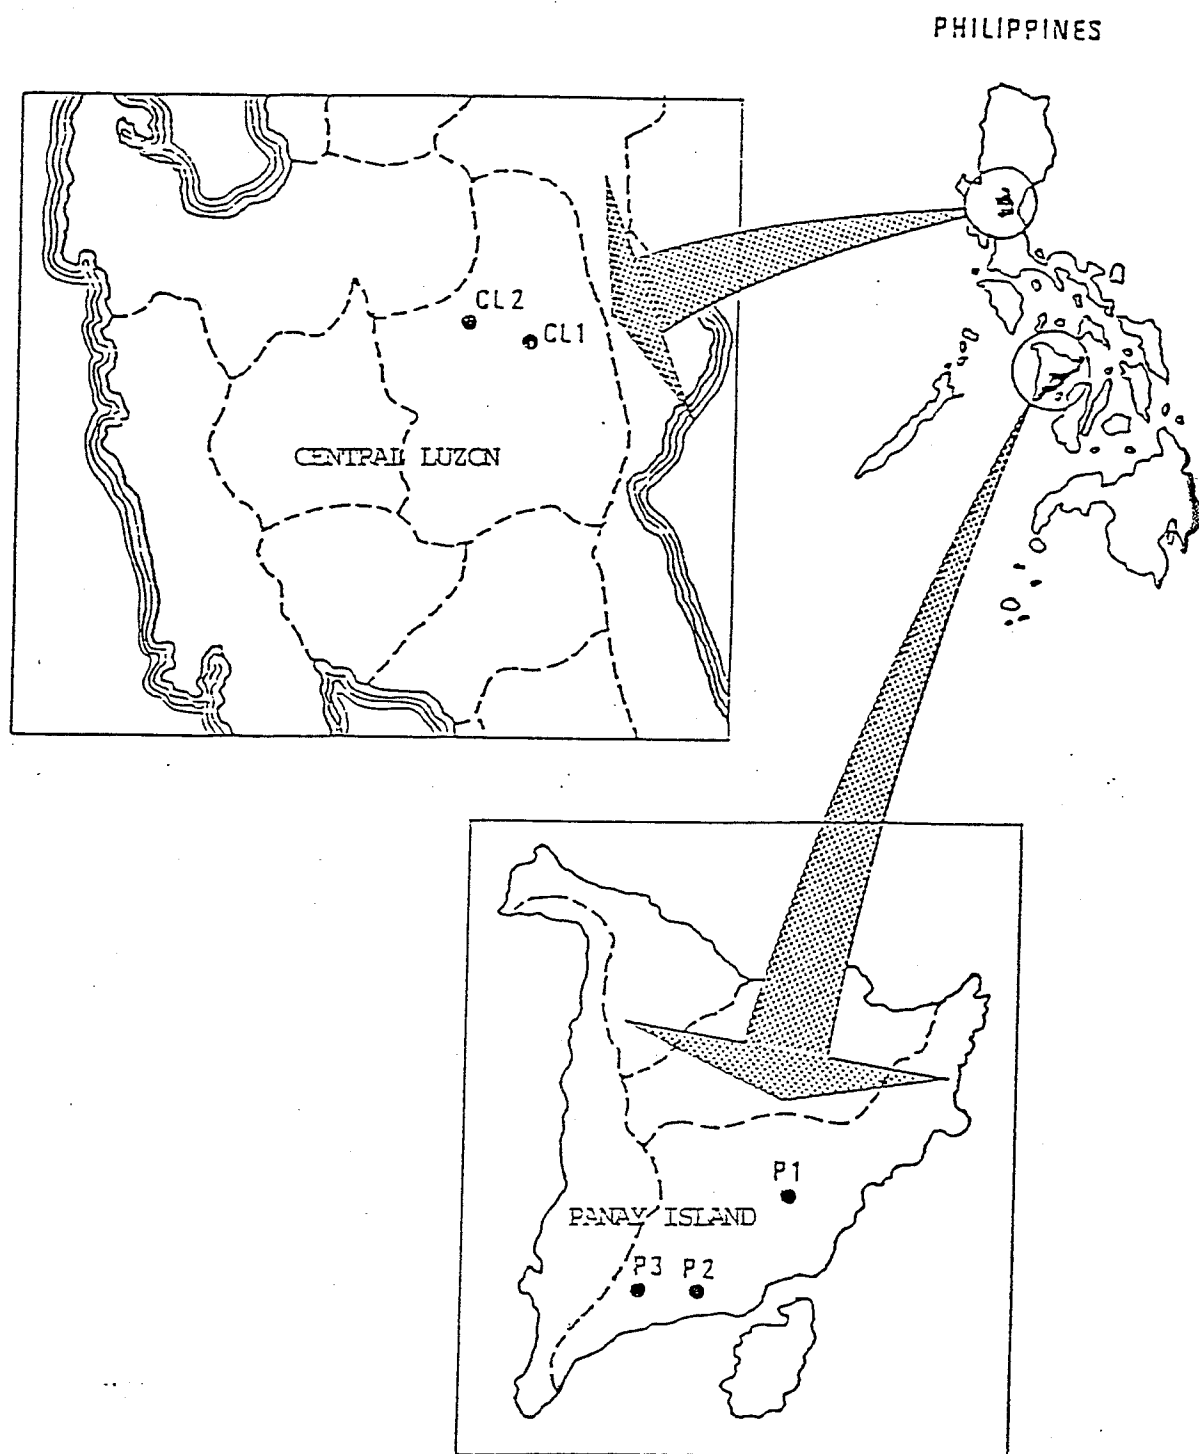 PHILIPPINES
CL2
CL1
CENTRAL LUZON
P1
PANAY ISLAND
P3 P2